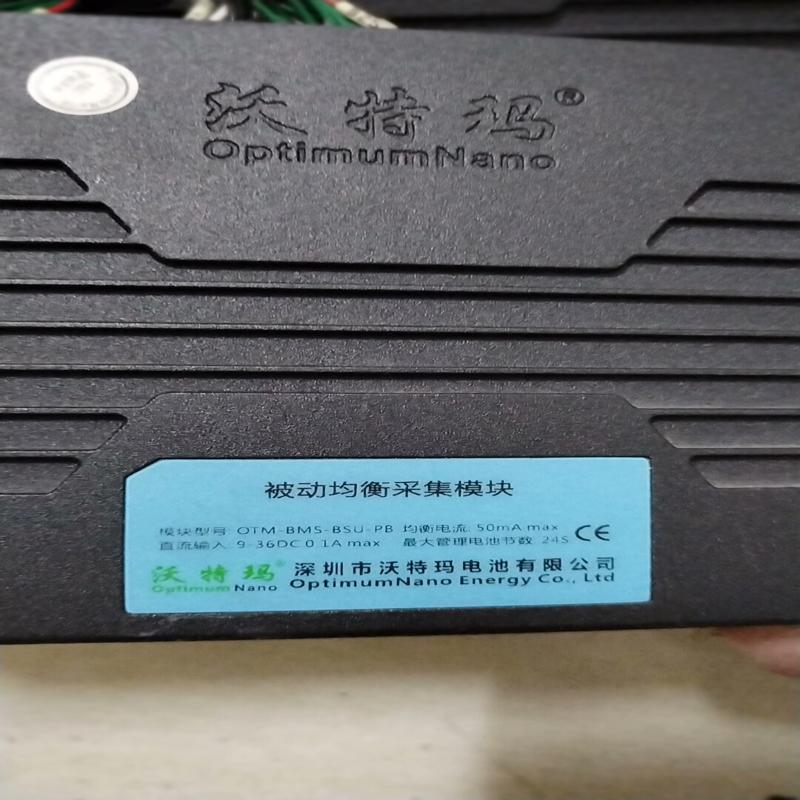 沃特玛®
OptimumNano
被动均衡采集模块
模块型号: OTM-BMS-BSU-PB 均衡电流: 50mA max
直流输入: 9-36DC 0.1A max 最大管理电池节数: 24S CE
沃特玛® 深圳市沃特玛电池有限公司
OptimumNano OptimumNano Energy Co., Ltd